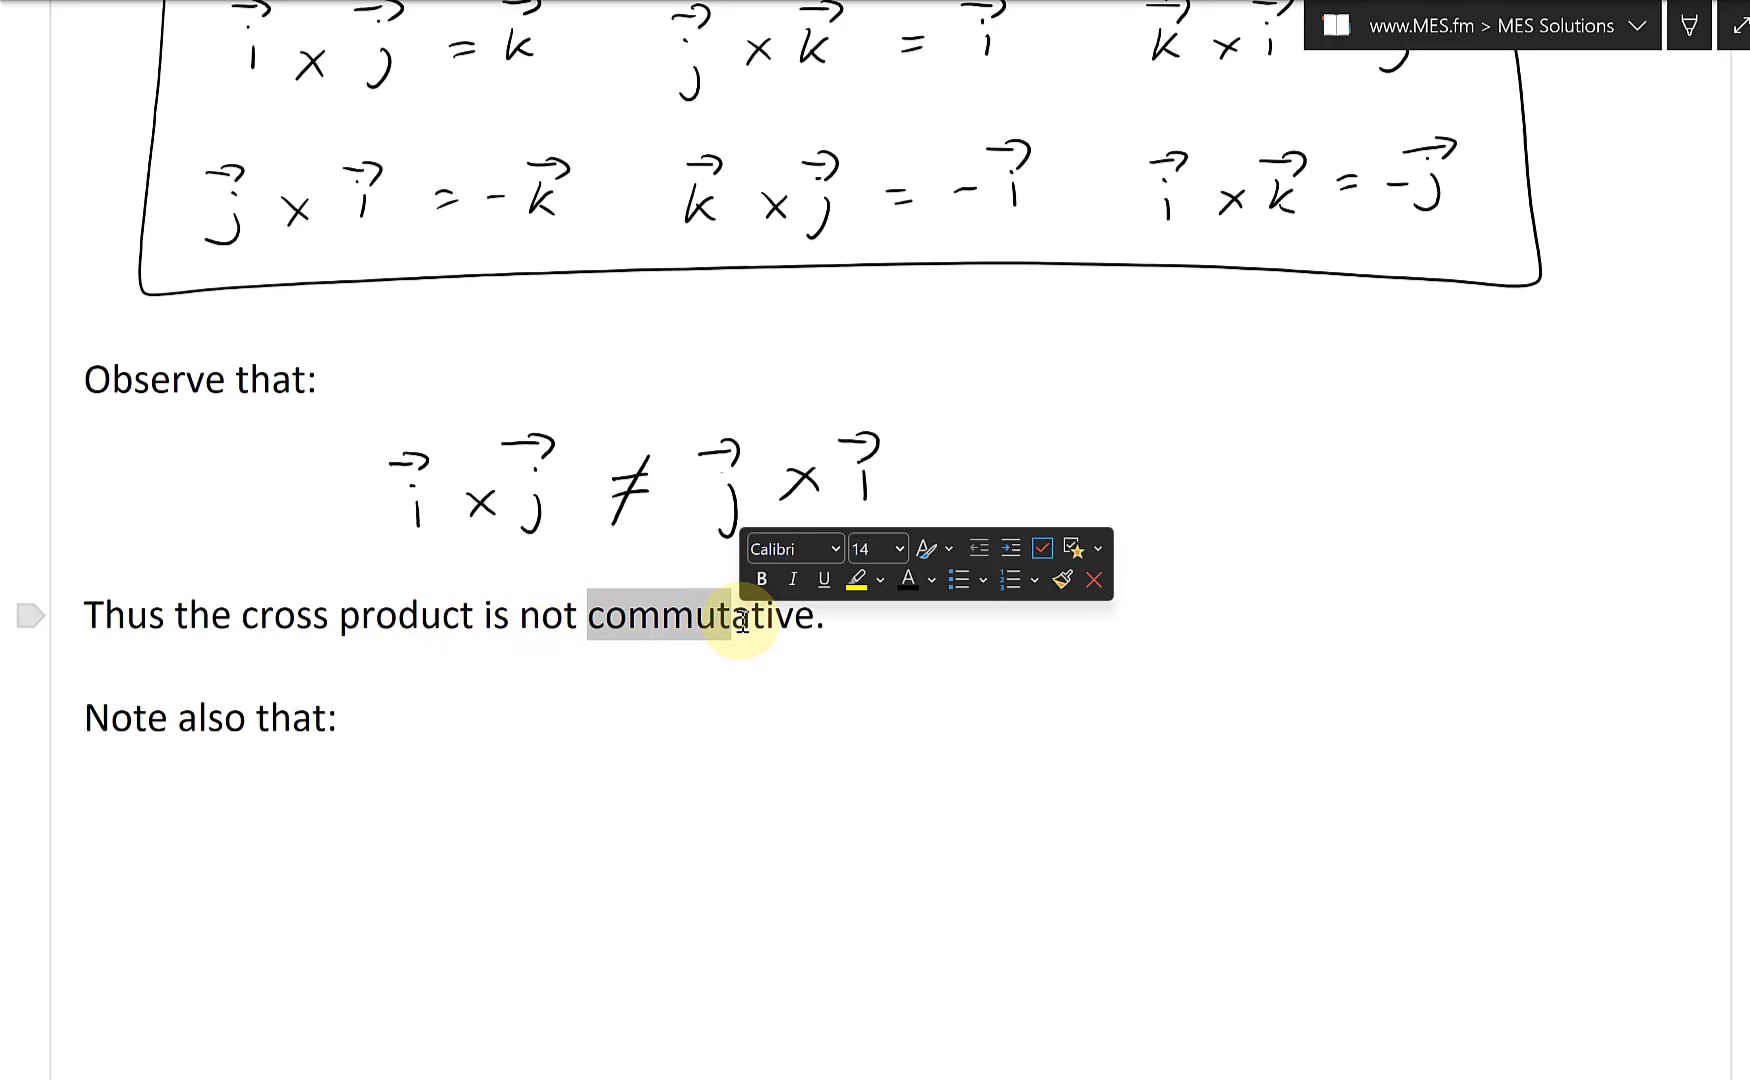 www.MES.fm > MES Solutions
i⃗ × j⃗ = k⃗ j⃗ × k⃗ = i⃗ k⃗ × i⃗ j
j⃗ × i⃗ = - k⃗ k⃗ × j⃗ = - i⃗ i⃗ × k⃗ = - j⃗
Observe that:
i⃗ × j⃗ ≠ j⃗ × i⃗
Calibri 14
B I U A
Thus the cross product is not commutative.
Note also that: